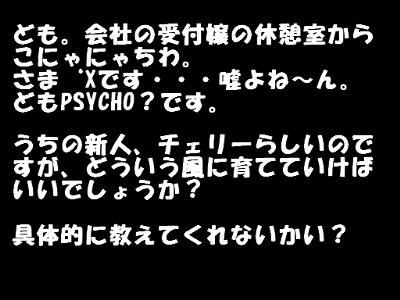 ども。会社の受付嬢の休憩室から
こにゃにゃちわ。
さま゛Xです・・・嘘よね～ん。
どもPSYCHO？です。

うちの新人、チェリーらしいので
すが、どういう風に育てていけば
いいでしょうか？

具体的に教えてくれないかい？